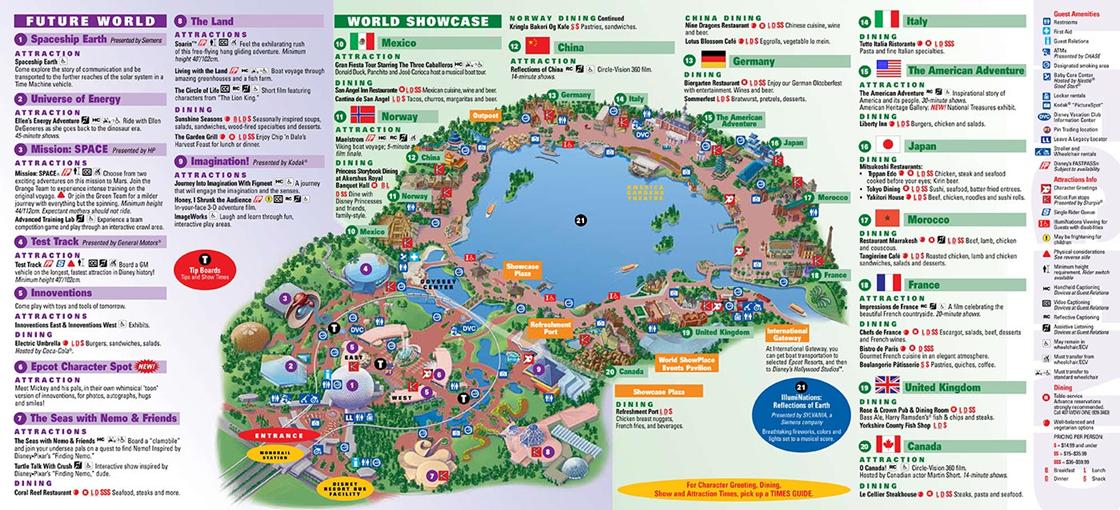 FUTURE WORLD
1 Spaceship Earth Presented by Siemens
ATTRACTION
Spaceship Earth
Come explore the story of communication and be
transported to the further reaches of the solar system in a
Time Machine vehicle.
2 Universe of Energy
ATTRACTION
Ellen's Energy Adventure HC Ride with Ellen
DeGeneres as she goes back to the dinosaur era.
45-minute shows.
3 Mission: SPACE Presented by HP
ATTRACTION
Mission: SPACE Choose from two
exciting adventures on this mission to Mars. Join the
Orange Team to experience intense training on the
original voyage. Or join the Green Team for a milder
journey with everything but the spinning. Minimum height
44"/112cm. Expectant mothers should not ride.
Advanced Training Lab Experience a team
competition game and play through an interactive crawl area.
4 Test Track Presented by General Motors
ATTRACTION
Test Track Board a GM
vehicle on the longest, fastest attraction in Disney history!
Minimum height 40"/102cm.
5 Innoventions
Come play with toys and tools of tomorrow.
ATTRACTIONS
Innoventions East & Innoventions West Exhibits.
DINING
Electric Umbrella L D S Burgers, sandwiches, salads.
Hosted by Coca-Cola®.
6 Epcot Character Spot NEW!
ATTRACTION
Meet Mickey and his pals, in their own whimsical "toon"
version of innoventions, for photos, autographs, hugs
and smiles!
7 The Seas with Nemo & Friends
ATTRACTIONS
The Seas with Nemo & Friends HC Board a "clamobile"
and join your undersea pals on a quest to find Nemo! Inspired by
Disney•Pixar's "Finding Nemo."
Turtle Talk With Crush Interactive show inspired by
Disney•Pixar's "Finding Nemo," dude.
DINING
Coral Reef Restaurant L D SSS Seafood, steaks and more.
8 The Land
ATTRACTIONS
Soarin'™ Feel the exhilarating rush
of this free-flying hang gliding adventure. Minimum
height 40"/102cm.
Living with the Land Boat voyage through
amazing greenhouses and a fish farm.
The Circle of Life RC Short film featuring
characters from "The Lion King."
DINING
Sunshine Seasons B L D S Seasonally inspired soups,
salads, sandwiches, wood-fired specialties and desserts.
The Garden Grill L D SSS Enjoy Chip 'n Dale's
Harvest Feast for lunch or dinner.
9 Imagination! Presented by Kodak
ATTRACTIONS
Journey Into Imagination With Figment HC A journey
that will engage the imagination and the senses.
Honey, I Shrunk the Audience
In-your-face 3-D adventure film.
ImageWorks Laugh and learn through fun,
interactive play areas.
T
Tip Boards
Tips and Show Times
WORLD SHOWCASE
10 Mexico
ATTRACTION
Gran Fiesta Tour Starring The Three Caballeros HC
Donald Duck, Panchito and José Carioca host a musical boat tour.
DINING
San Angel Inn Restaurante L D SS Mexican cuisine, wine and beer.
Cantina de San Angel L D S Tacos, churros, margaritas and beer.
11 Norway
ATTRACTION
Maelstrom
Viking boat voyage; 5-minute
film finale.
DINING
Princess Storybook Dining
at Akershus Royal
Banquet Hall B L
D SS Dine with
Disney Princesses
and friends,
family-style.
NORWAY DINING Continued
Kringla Bakeri Og Kafe SS Pastries, sandwiches.
12 China
ATTRACTION
Reflections of China RC Circle-Vision 360 film.
14-minute shows.
CHINA DINING
Nine Dragons Restaurant L D SS Chinese cuisine, wine
and beer.
Lotus Blossom Café L D S Eggrolls, vegetable lo mein.
13 Germany
DINING
Biergarten Restaurant L D SS Enjoy our German Oktoberfest
with entertainment. Wines and beer.
Sommerfest L D S Bratwurst, pretzels, desserts.
14 Italy
DINING
Tutto Italia Ristorante L D SSS
Pasta and fine Italian specialties.
15 The American Adventure
ATTRACTION
The American Adventure RC Inspirational story of
America and its people. 30-minute shows.
American Heritage Gallery. NEW! National Treasures exhibit.
DINING
Liberty Inn L D S Burgers, chicken and salads.
16 Japan
DINING
Mitsukoshi Restaurants:
• Teppan Edo L D SS Chicken, steak and seafood
cooked before your eyes; Kirin beer.
• Tokyo Dining L D SS Sushi, seafood, batter-fried entrees.
• Yakitori House L D S Beef, chicken, noodles and sushi rolls.
17 Morocco
DINING
Restaurant Marrakesh L D SS Beef, lamb, chicken
and couscous.
Tangierine Café L D S Roasted chicken, lamb and chicken
sandwiches, salads and desserts.
18 France
ATTRACTION
Impressions de France RC A film celebrating the
beautiful French countryside. 20-minute shows.
DINING
Chefs de France L D SS Escargot, salads, beef, desserts
and French wines.
Bistro de Paris D SSS
Gourmet French cuisine in an elegant atmosphere.
Boulangerie Pâtisserie S S Pastries, quiches, coffee.
19 United Kingdom
DINING
Rose & Crown Pub & Dining Room L D SS
Bass Ale, Harry Ramsden's® fish & chips and steaks.
Yorkshire County Fish Shop L D S
20 Canada
ATTRACTION
O Canada! RC Circle-Vision 360 film.
Hosted by Canadian actor Martin Short. 14-minute shows.
DINING
Le Cellier Steakhouse L D SS Steaks, pasta and seafood.
Outpost
13 Germany
14 Italy
15 The American Adventure
16 Japan
12 China
11 Norway
17 Morocco
10 Mexico
18 France
AMERICA GARDENS THEATRE
21
DVC
Showcase Plaza
ODYSSEY CENTER
Refreshment Port
19 United Kingdom
20 Canada
World ShowPlace Events Pavilion
International Gateway
At International Gateway, you
can get boat transportation to
selected Epcot Resorts, and then
to Disney's Hollywood Studios™.
EAST
WEST
ENTRANCE
MONORAIL STATION
DISNEY RESORT BUS FACILITY
Showcase Plaza
DINING
Refreshment Port L D S
Chicken breast nuggets,
French fries, and beverages.
21
IllumiNations:
Reflections of Earth
Presented by SYLVANIA, a
Siemens company
Breathtaking fireworks, colors and
lights set to a musical score.
For Character Greeting, Dining,
Show and Attraction Times, pick up a TIMES GUIDE.
Guest Amenities
Restrooms
First Aid
Guest Relations
ATMs
Presented by CHASE
Designated smoking area
Baby Care Center
Hosted by Nestlé
Good Start
Locker rentals
Kodak PictureSpot
Disney Vacation Club
Information Center
Pin Trading location
Leave A Legacy Locator
Stroller and
Wheelchair rentals
Disney's FASTPASS®
Subject to availability
Attractions Info
Character Greetings
Kidcot Fun stops
Presented by Sharpie
Single Rider Queue
IllumiNations Viewing for
Guests with disabilities
May be frightening for
children
Physical considerations
See reverse side
Minimum height
requirement. Rider switch
available
Handheld Captioning
Devices at Guest Relations
Video Captioning
Devices at Guest Relations
Reflective Captioning
Assistive Listening
Devices at Guest Relations
May remain in
wheelchair/ECV
Must transfer from
wheelchair/ECV
Must transfer to
standard wheelchair
Dining
Table-service
Advance reservations
strongly recommended.
Well-balanced and
vegetarian options
PRICING PER PERSON:
S = $14.99 and under
SS = $15-$35.99
SSS = $36-$59.99
B Breakfast L Lunch
D Dinner S Snack